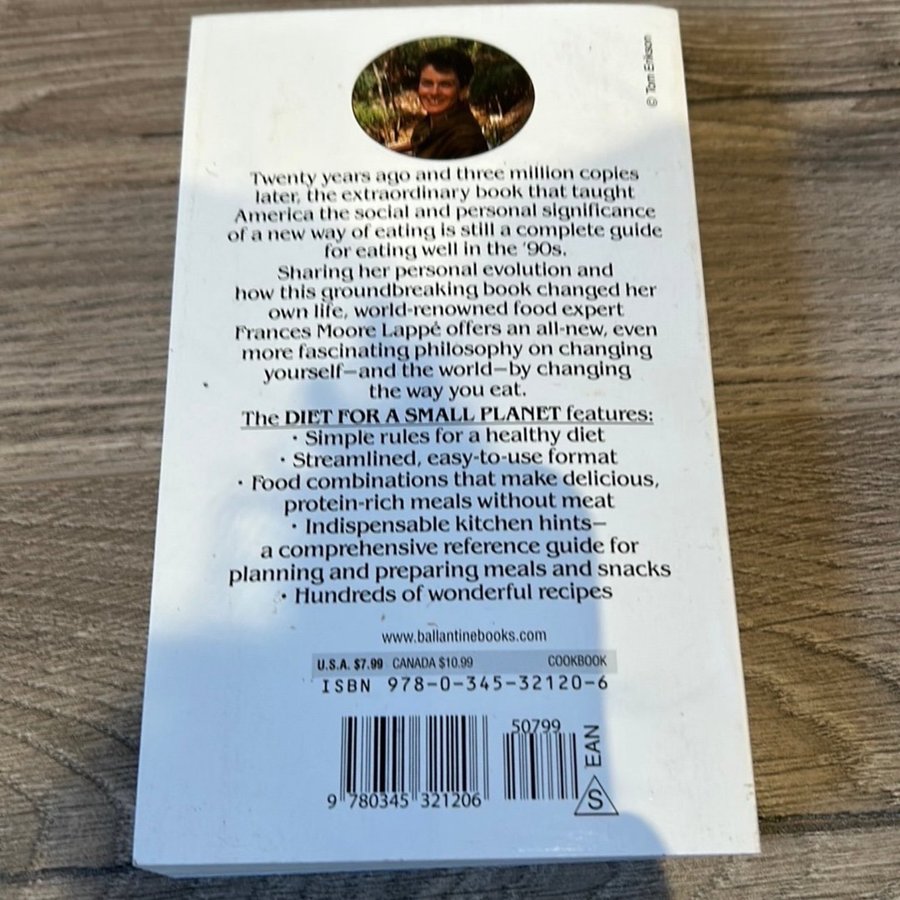 © Tom Erikson
Twenty years ago and three million copies
later, the extraordinary book that taught
America the social and personal significance
of a new way of eating is still a complete guide
for eating well in the '90s.
Sharing her personal evolution and
how this groundbreaking book changed her
own life, world-renowned food expert
Frances Moore Lappé offers an all-new, even
more fascinating philosophy on changing
yourself—and the world—by changing
the way you eat.
The DIET FOR A SMALL PLANET features:
• Simple rules for a healthy diet
• Streamlined, easy-to-use format
• Food combinations that make delicious,
protein-rich meals without meat
• Indispensable kitchen hints—
a comprehensive reference guide for
planning and preparing meals and snacks
• Hundreds of wonderful recipes
www.ballantinebooks.com
U.S.A. $7.99 CANADA $10.99 COOKBOOK
ISBN 978-0-345-32120-6
50799
9 780345 321206
EAN
S